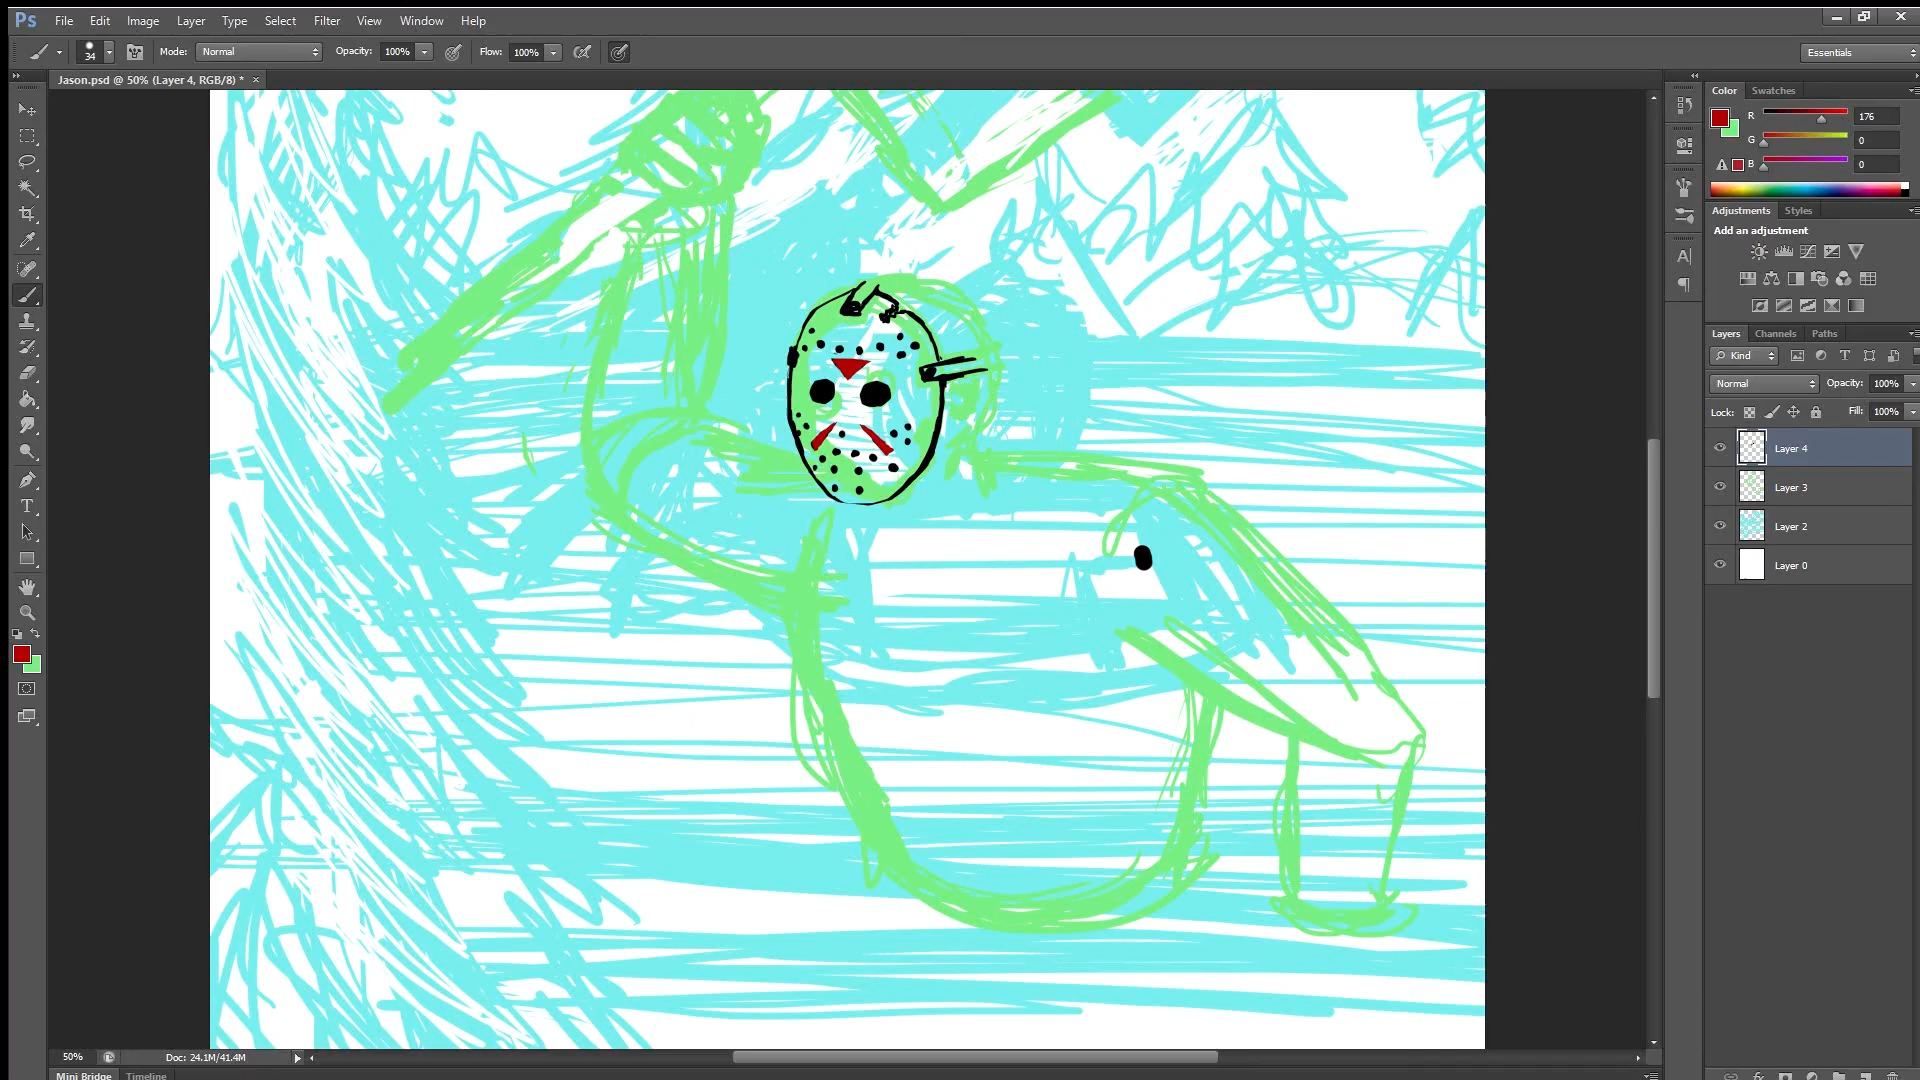 Ps File Edit Image Layer Type Select Filter View Window Help
34 Mode: Normal Opacity: 100% Flow: 100% Essentials
Jason.psd @ 50% (Layer 4, RGB/8) * ×
Color Swatches
R 176
G 0
B 0
Adjustments Styles
Add an adjustment
Layers Channels Paths
Kind
Normal Opacity: 100%
Lock: Fill: 100%
Layer 4
Layer 3
Layer 2
Layer 0
50% Doc: 24.1M/41.4M
Mini Bridge Timeline